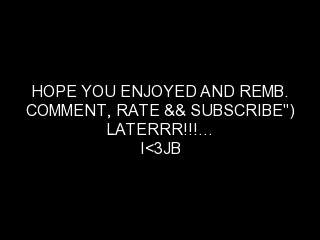 HOPE YOU ENJOYED AND REMB.
COMMENT, RATE && SUBSCRIBE")
LATERRR!!!...
I<3JB